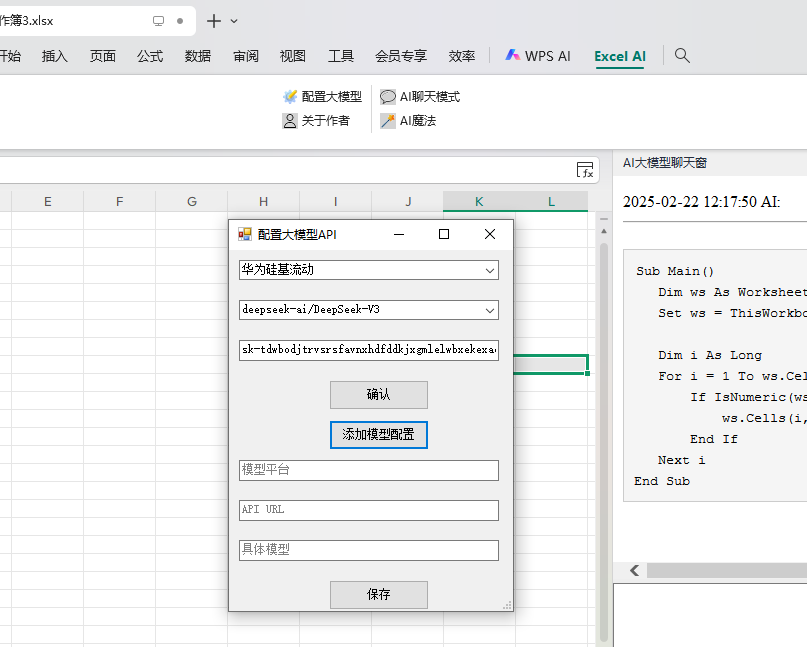 作簿3.xlsx
开始 插入 页面 公式 数据 审阅 视图 工具 会员专享 效率 WPS AI Excel AI
配置大模型 AI聊天模式
关于作者 AI魔法
fx
AI大模型聊天窗
E F G H I J K L
2025-02-22 12:17:50 AI:
配置大模型API
华为硅基流动
deepseek-ai/DeepSeek-V3
sk-tdwbodjtrvsrsfavnxhdfddkjxgmlelwbxekexa
确认
添加模型配置
模型平台
API URL
具体模型
保存
Sub Main()
Dim ws As Worksheet
Set ws = ThisWorkbo
Dim i As Long
For i = 1 To ws.Cel
If IsNumeric(ws
ws.Cells(i,
End If
Next i
End Sub